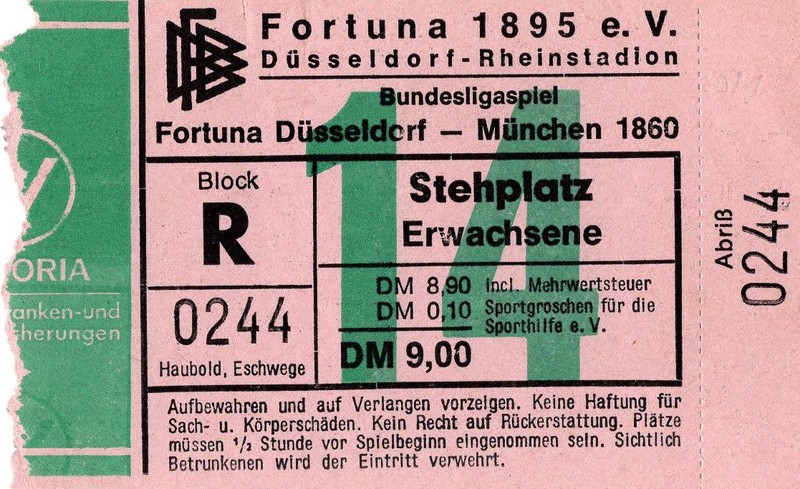 Fortuna 1895 e. V.
Düsseldorf-Rheinstadion
Bundesligaspiel
Fortuna Düsseldorf — München 1860
14
Block
R
0244
Haubold, Eschwege
Stehplatz
Erwachsene
DM 8,90 incl. Mehrwertsteuer
DM 0,10 Sportgroschen für die
Sporthilfe e. V.
DM 9,00
Aufbewahren und auf Verlangen vorzeigen. Keine Haftung für
Sach- u. Körperschäden. Kein Recht auf Rückerstattung. Plätze
müssen 1/2 Stunde vor Spielbeginn eingenommen sein. Sichtlich
Betrunkenen wird der Eintritt verwehrt.
ORIA
anken-und
cherungen
Abriß
0244